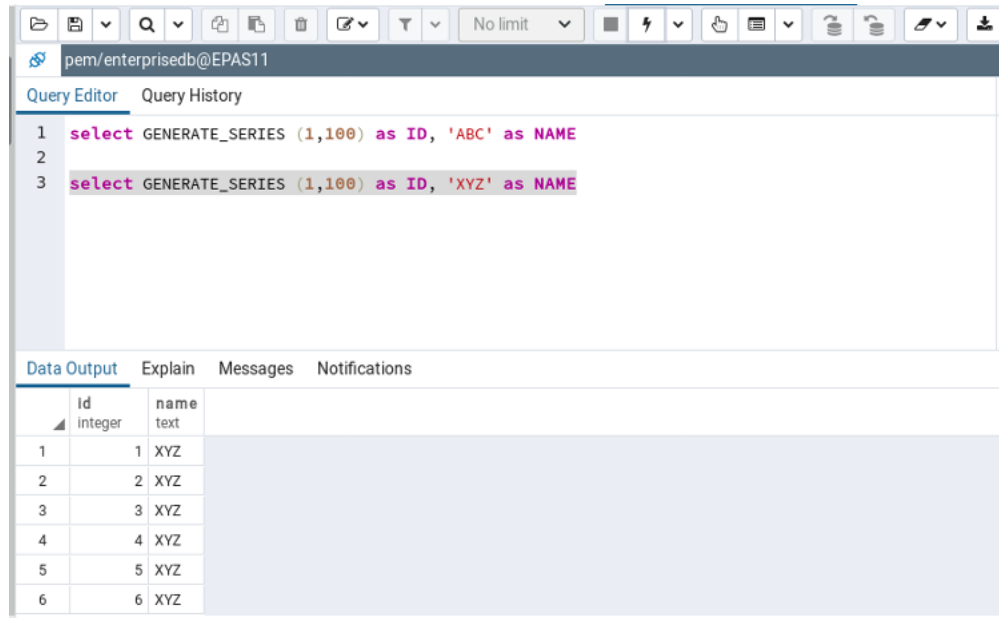 No limit
pem/enterprisedb@EPAS11
Query Editor Query History
1 select GENERATE_SERIES (1,100) as ID, 'ABC' as NAME
2
3 select GENERATE_SERIES (1,100) as ID, 'XYZ' as NAME
Data Output Explain Messages Notifications
id name
integer text
1 1 XYZ
2 2 XYZ
3 3 XYZ
4 4 XYZ
5 5 XYZ
6 6 XYZ